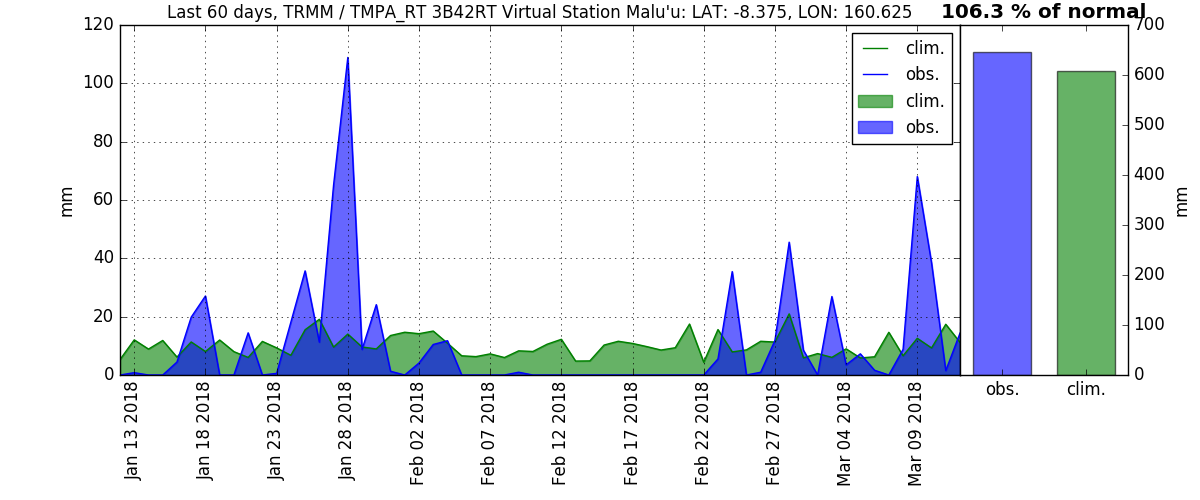 Last 60 days, TRMM / TMPA_RT 3B42RT Virtual Station Malu'u: LAT: -8.375, LON: 160.625
106.3 % of normal
120
100
80
60
40
20
0
mm
clim.
obs.
clim.
obs.
700
600
500
400
300
200
100
0
mm
Jan 13 2018
Jan 18 2018
Jan 23 2018
Jan 28 2018
Feb 02 2018
Feb 07 2018
Feb 12 2018
Feb 17 2018
Feb 22 2018
Feb 27 2018
Mar 04 2018
Mar 09 2018
obs.
clim.